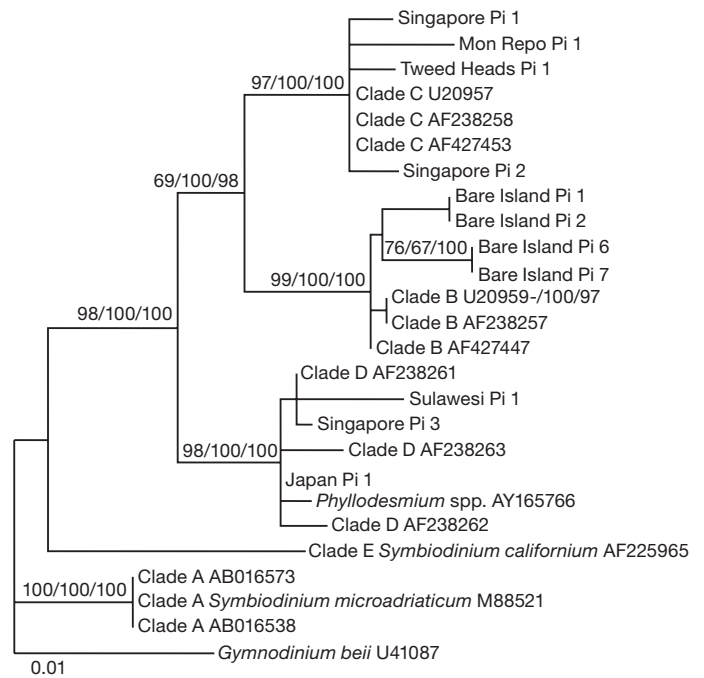 Singapore Pi 1
Mon Repo Pi 1
Tweed Heads Pi 1
97/100/100
Clade C U20957
Clade C AF238258
Clade C AF427453
Singapore Pi 2
69/100/98
Bare Island Pi 1
Bare Island Pi 2
76/67/100
Bare Island Pi 6
Bare Island Pi 7
99/100/100
Clade B U20959-/100/97
98/100/100
Clade B AF238257
Clade B AF427447
Clade D AF238261
Sulawesi Pi 1
Singapore Pi 3
98/100/100
Clade D AF238263
Japan Pi 1
Phyllodesmium spp. AY165766
Clade D AF238262
Clade E Symbiodinium californium AF225965
Clade A AB016573
100/100/100
Clade A Symbiodinium microadriaticum M88521
Clade A AB016538
Gymnodinium beii U41087
0.01